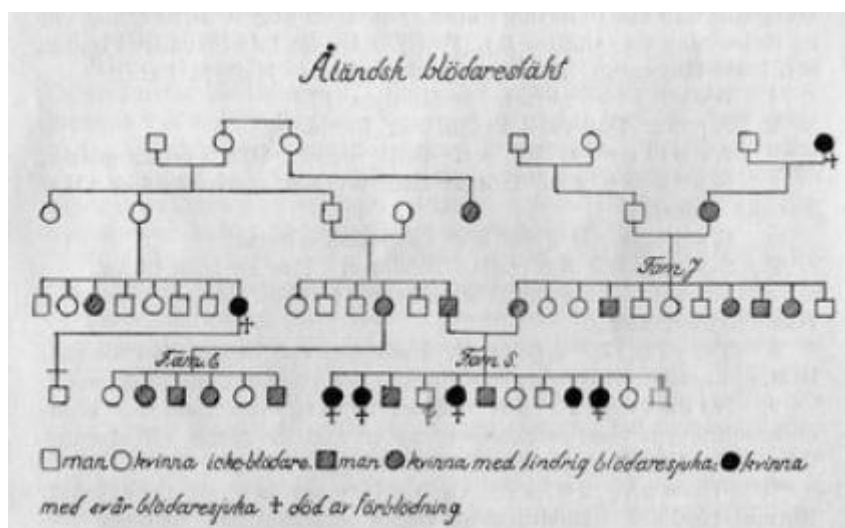 Åländsk blödaresläkt
Fam. 7
Fam. 6
Fam. S.
man kvinna icke-blödare. man kvinna med lindrig blödaresjuka. kvinna
med svår blödaresjuka + död av förblödning